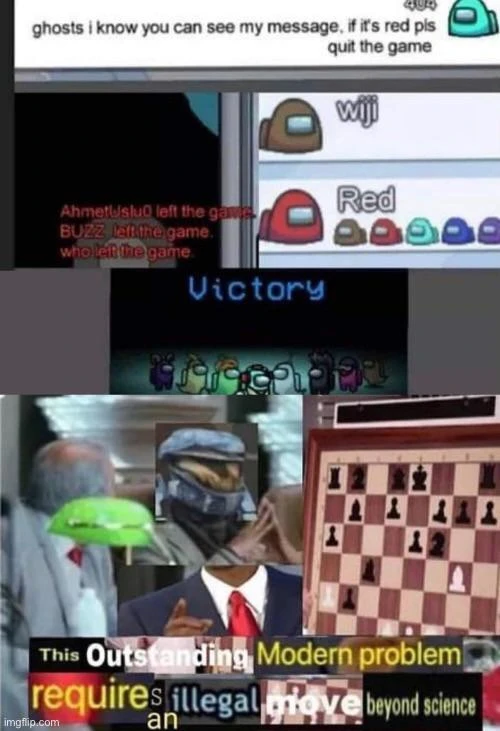 404
ghosts i know you can see my message, if it's red pls
quit the game
wiji
AhmetUslu0 left the game.
BUZZ left the game.
who left the game.
Red
Victory
This Outstanding Modern problem
requires illegal move beyond science
an
imgflip.com